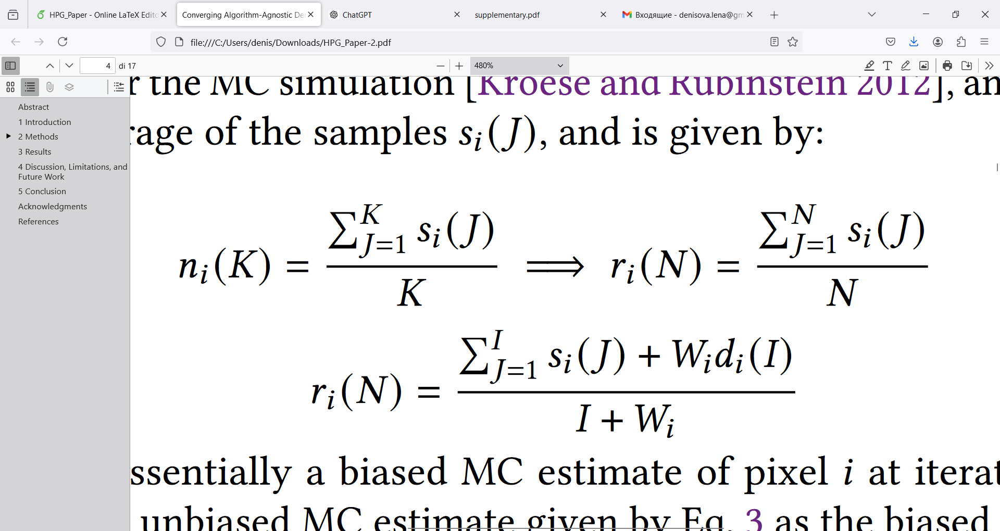 HPG_Paper - Online LaTeX Edito
Converging Algorithm-Agnostic De
ChatGPT
supplementary.pdf
Входящие - denisova.lena@gm
file:///C:/Users/denis/Downloads/HPG_Paper-2.pdf
4 di 17
480%
Abstract
1 Introduction
2 Methods
3 Results
4 Discussion, Limitations, and
Future Work
5 Conclusion
Acknowledgments
References
r the MC simulation [Kroese and Rubinstein 2012], an
rage of the samples s_i(J), and is given by:
n_i(K) = \frac{\sum_{J=1}^{K} s_i(J)}{K} ⟹ r_i(N) = \frac{\sum_{J=1}^{N} s_i(J)}{N}
r_i(N) = \frac{\sum_{J=1}^{I} s_i(J) + W_i d_i(I)}{I + W_i}
ssentially a biased MC estimate of pixel i at iterat
unbiased MC estimate given by Eq. 3 as the biased